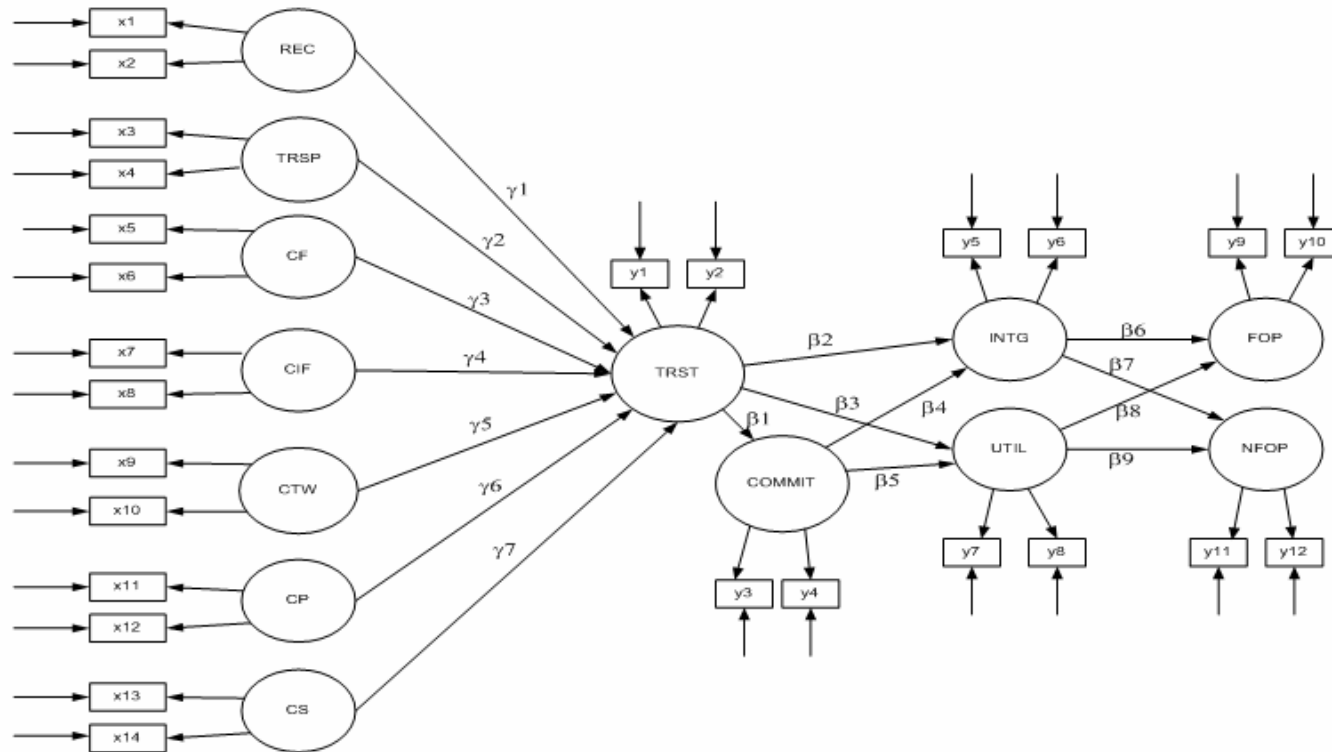 x1
REC
x2
x3
TRSP
x4
γ1
x5
CF
γ2
x6
y5
y6
y9
y10
y1
y2
γ3
x7
CIF
γ4
x8
TRST
β2
INTG
β6
FOP
β7
β3
β4
β8
β1
γ5
x9
CTW
x10
COMMIT
β5
UTIL
β9
NFOP
γ6
γ7
y7
y8
y11
y12
x11
CP
x12
y3
y4
x13
CS
x14